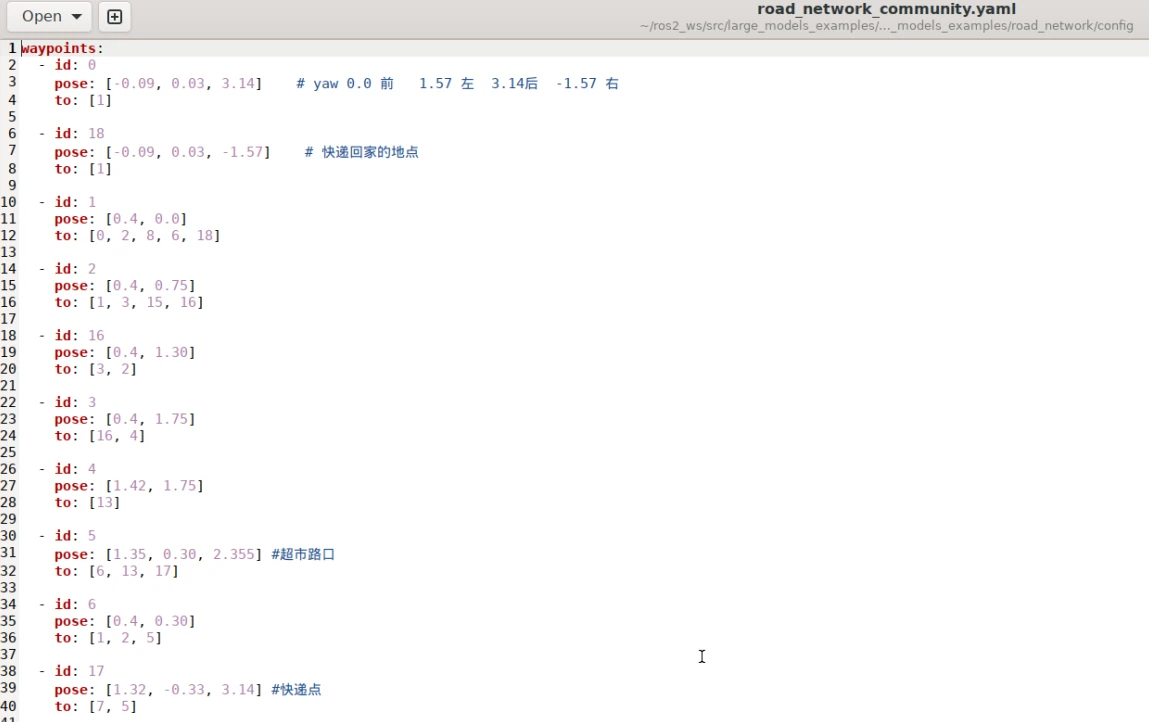 Open
road_network_community.yaml
~/ros2_ws/src/large_models_examples/..._models_examples/road_network/config
1 waypoints:
2   - id: 0
3     pose: [-0.09, 0.03, 3.14]    # yaw 0.0 前   1.57 左  3.14后  -1.57 右
4     to: [1]
5
6   - id: 18
7     pose: [-0.09, 0.03, -1.57]    # 快递回家的地点
8     to: [1]
9
10   - id: 1
11     pose: [0.4, 0.0]
12     to: [0, 2, 8, 6, 18]
13
14   - id: 2
15     pose: [0.4, 0.75]
16     to: [1, 3, 15, 16]
17
18   - id: 16
19     pose: [0.4, 1.30]
20     to: [3, 2]
21
22   - id: 3
23     pose: [0.4, 1.75]
24     to: [16, 4]
25
26   - id: 4
27     pose: [1.42, 1.75]
28     to: [13]
29
30   - id: 5
31     pose: [1.35, 0.30, 2.355] #超市路口
32     to: [6, 13, 17]
33
34   - id: 6
35     pose: [0.4, 0.30]
36     to: [1, 2, 5]
37
38   - id: 17
39     pose: [1.32, -0.33, 3.14] #快递点
40     to: [7, 5]
41